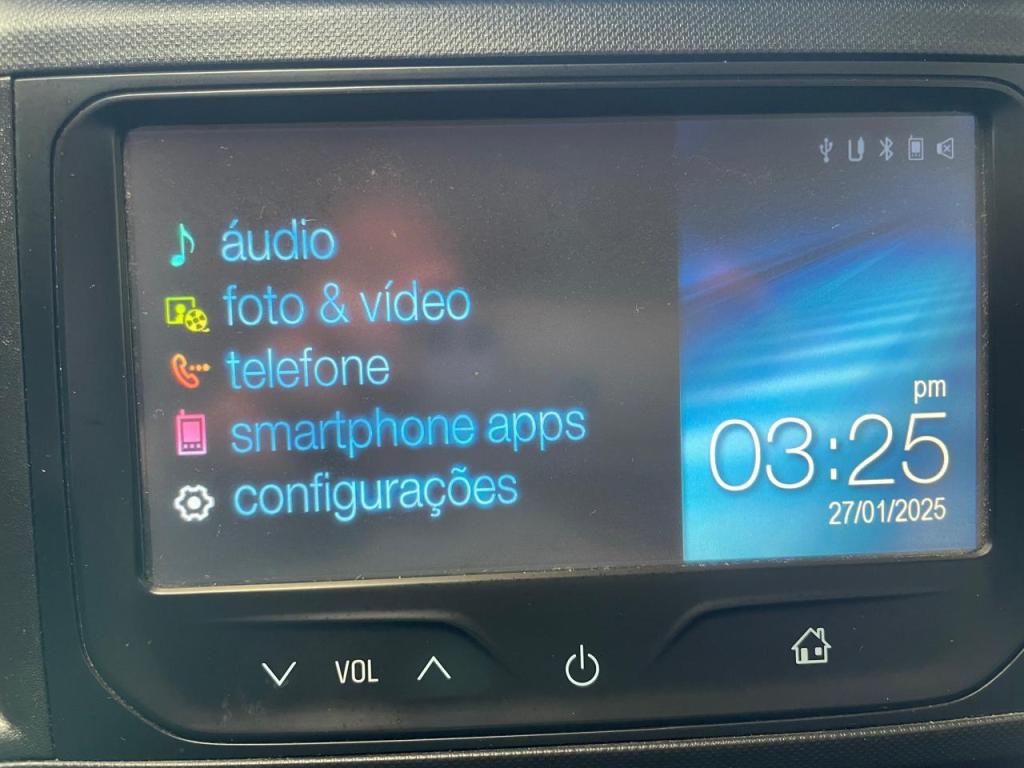 áudio
foto & vídeo
telefone
smartphone apps
configurações
pm
03:25
27/01/2025
VOL